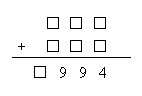 □ □ □
+ □ □ □
□ 9 9 4